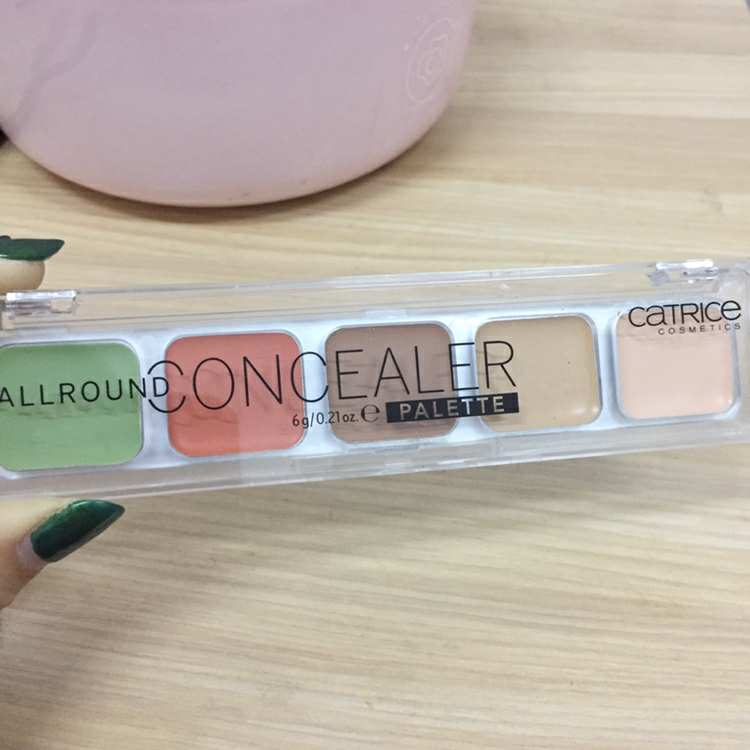 ALLROUND CONCEALER
6g/0.21oz. ℮ PALETTE
CATRICE
COSMETICS